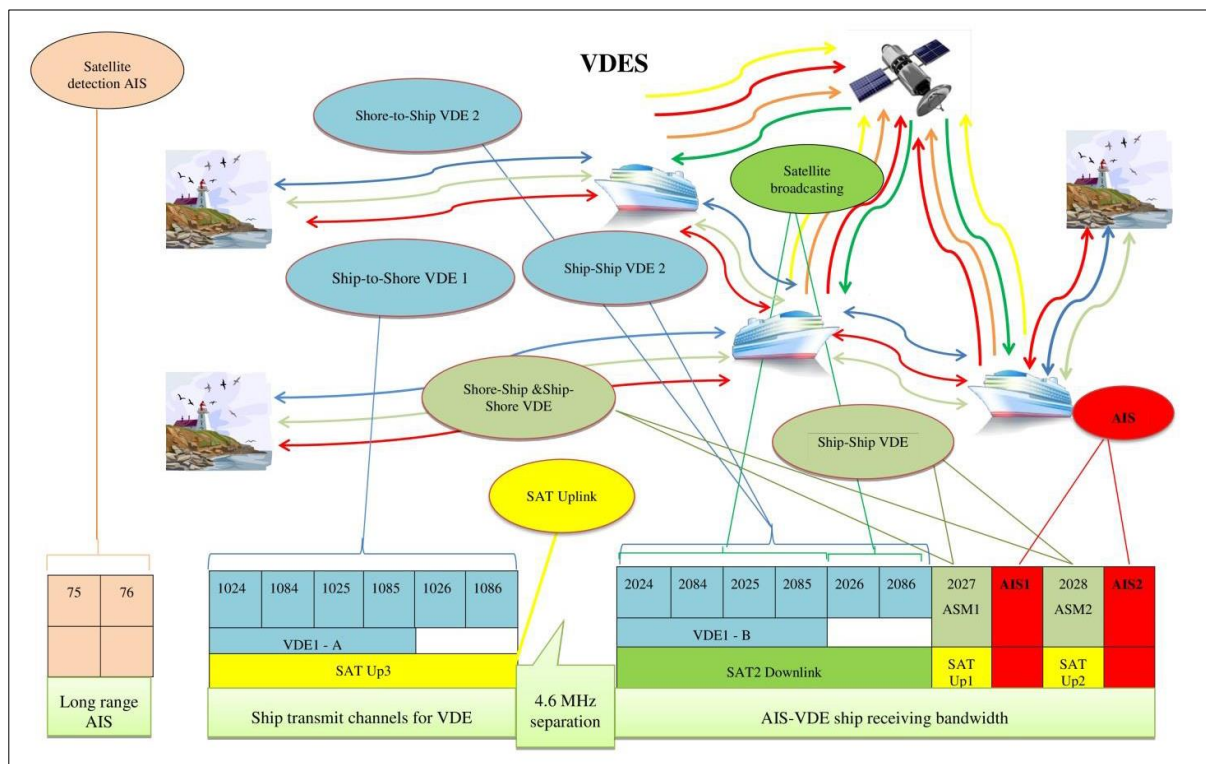 VDES
Satellite
detection AIS
Shore-to-Ship VDE 2
Satellite
broadcasting
Ship-to-Shore VDE 1
Ship-Ship VDE 2
Shore-Ship &Ship-
Shore VDE
Ship-Ship VDE
AIS
SAT Uplink
75 76
1024 1084 1025 1085 1026 1086
2024 2084 2025 2085 2026 2086
2027
ASM1
AIS1
2028
ASM2
AIS2
VDE1 - A
VDE1 - B
SAT Up3
SAT2 Downlink
SAT
Up1
SAT
Up2
Long range
AIS
Ship transmit channels for VDE
4.6 MHz
separation
AIS-VDE ship receiving bandwidth